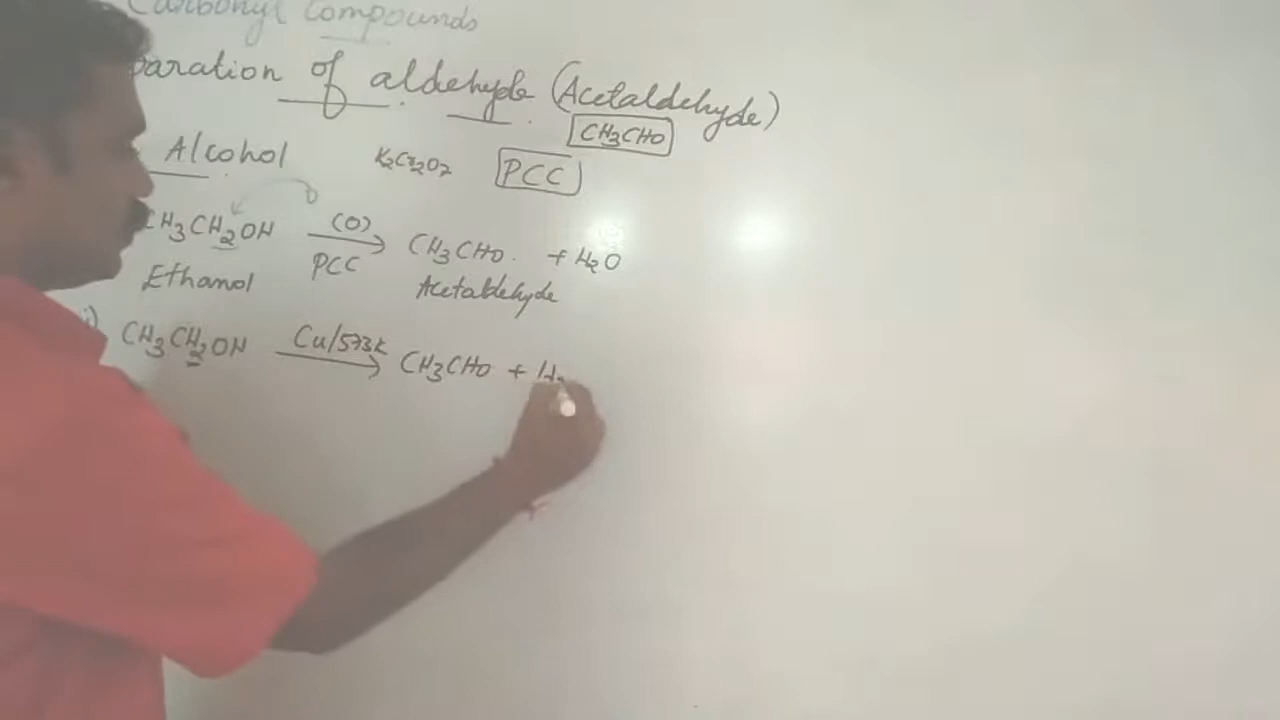 Carbonyl Compounds
paration of aldehyde (Acetaldehyde)
CH3CHO
Alcohol K2Cr2O7 PCC
CH3CH2OH (O) PCC → CH3CHO. + H2O
Ethanol Acetaldehyde
i) CH3CH2OH Cu/573K → CH3CHO + H2